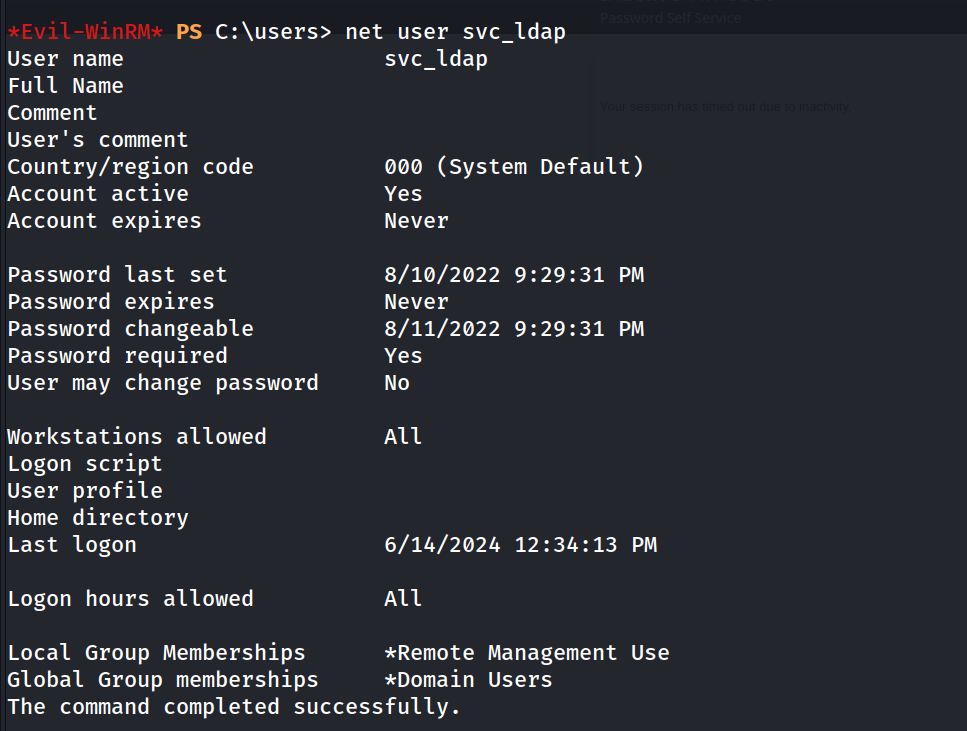 Password Self Service
*Evil-WinRM* PS C:\users> net user svc_ldap
User name                    svc_ldap
Full Name
Comment
User's comment
Country/region code          000 (System Default)
Account active               Yes
Account expires              Never
Your session has timed out due to inactivity.
Password last set            8/10/2022 9:29:31 PM
Password expires             Never
Password changeable          8/11/2022 9:29:31 PM
Password required            Yes
User may change password     No
Workstations allowed         All
Logon script
User profile
Home directory
Last logon                   6/14/2024 12:34:13 PM
Logon hours allowed          All
Local Group Memberships      *Remote Management Use
Global Group memberships     *Domain Users
The command completed successfully.